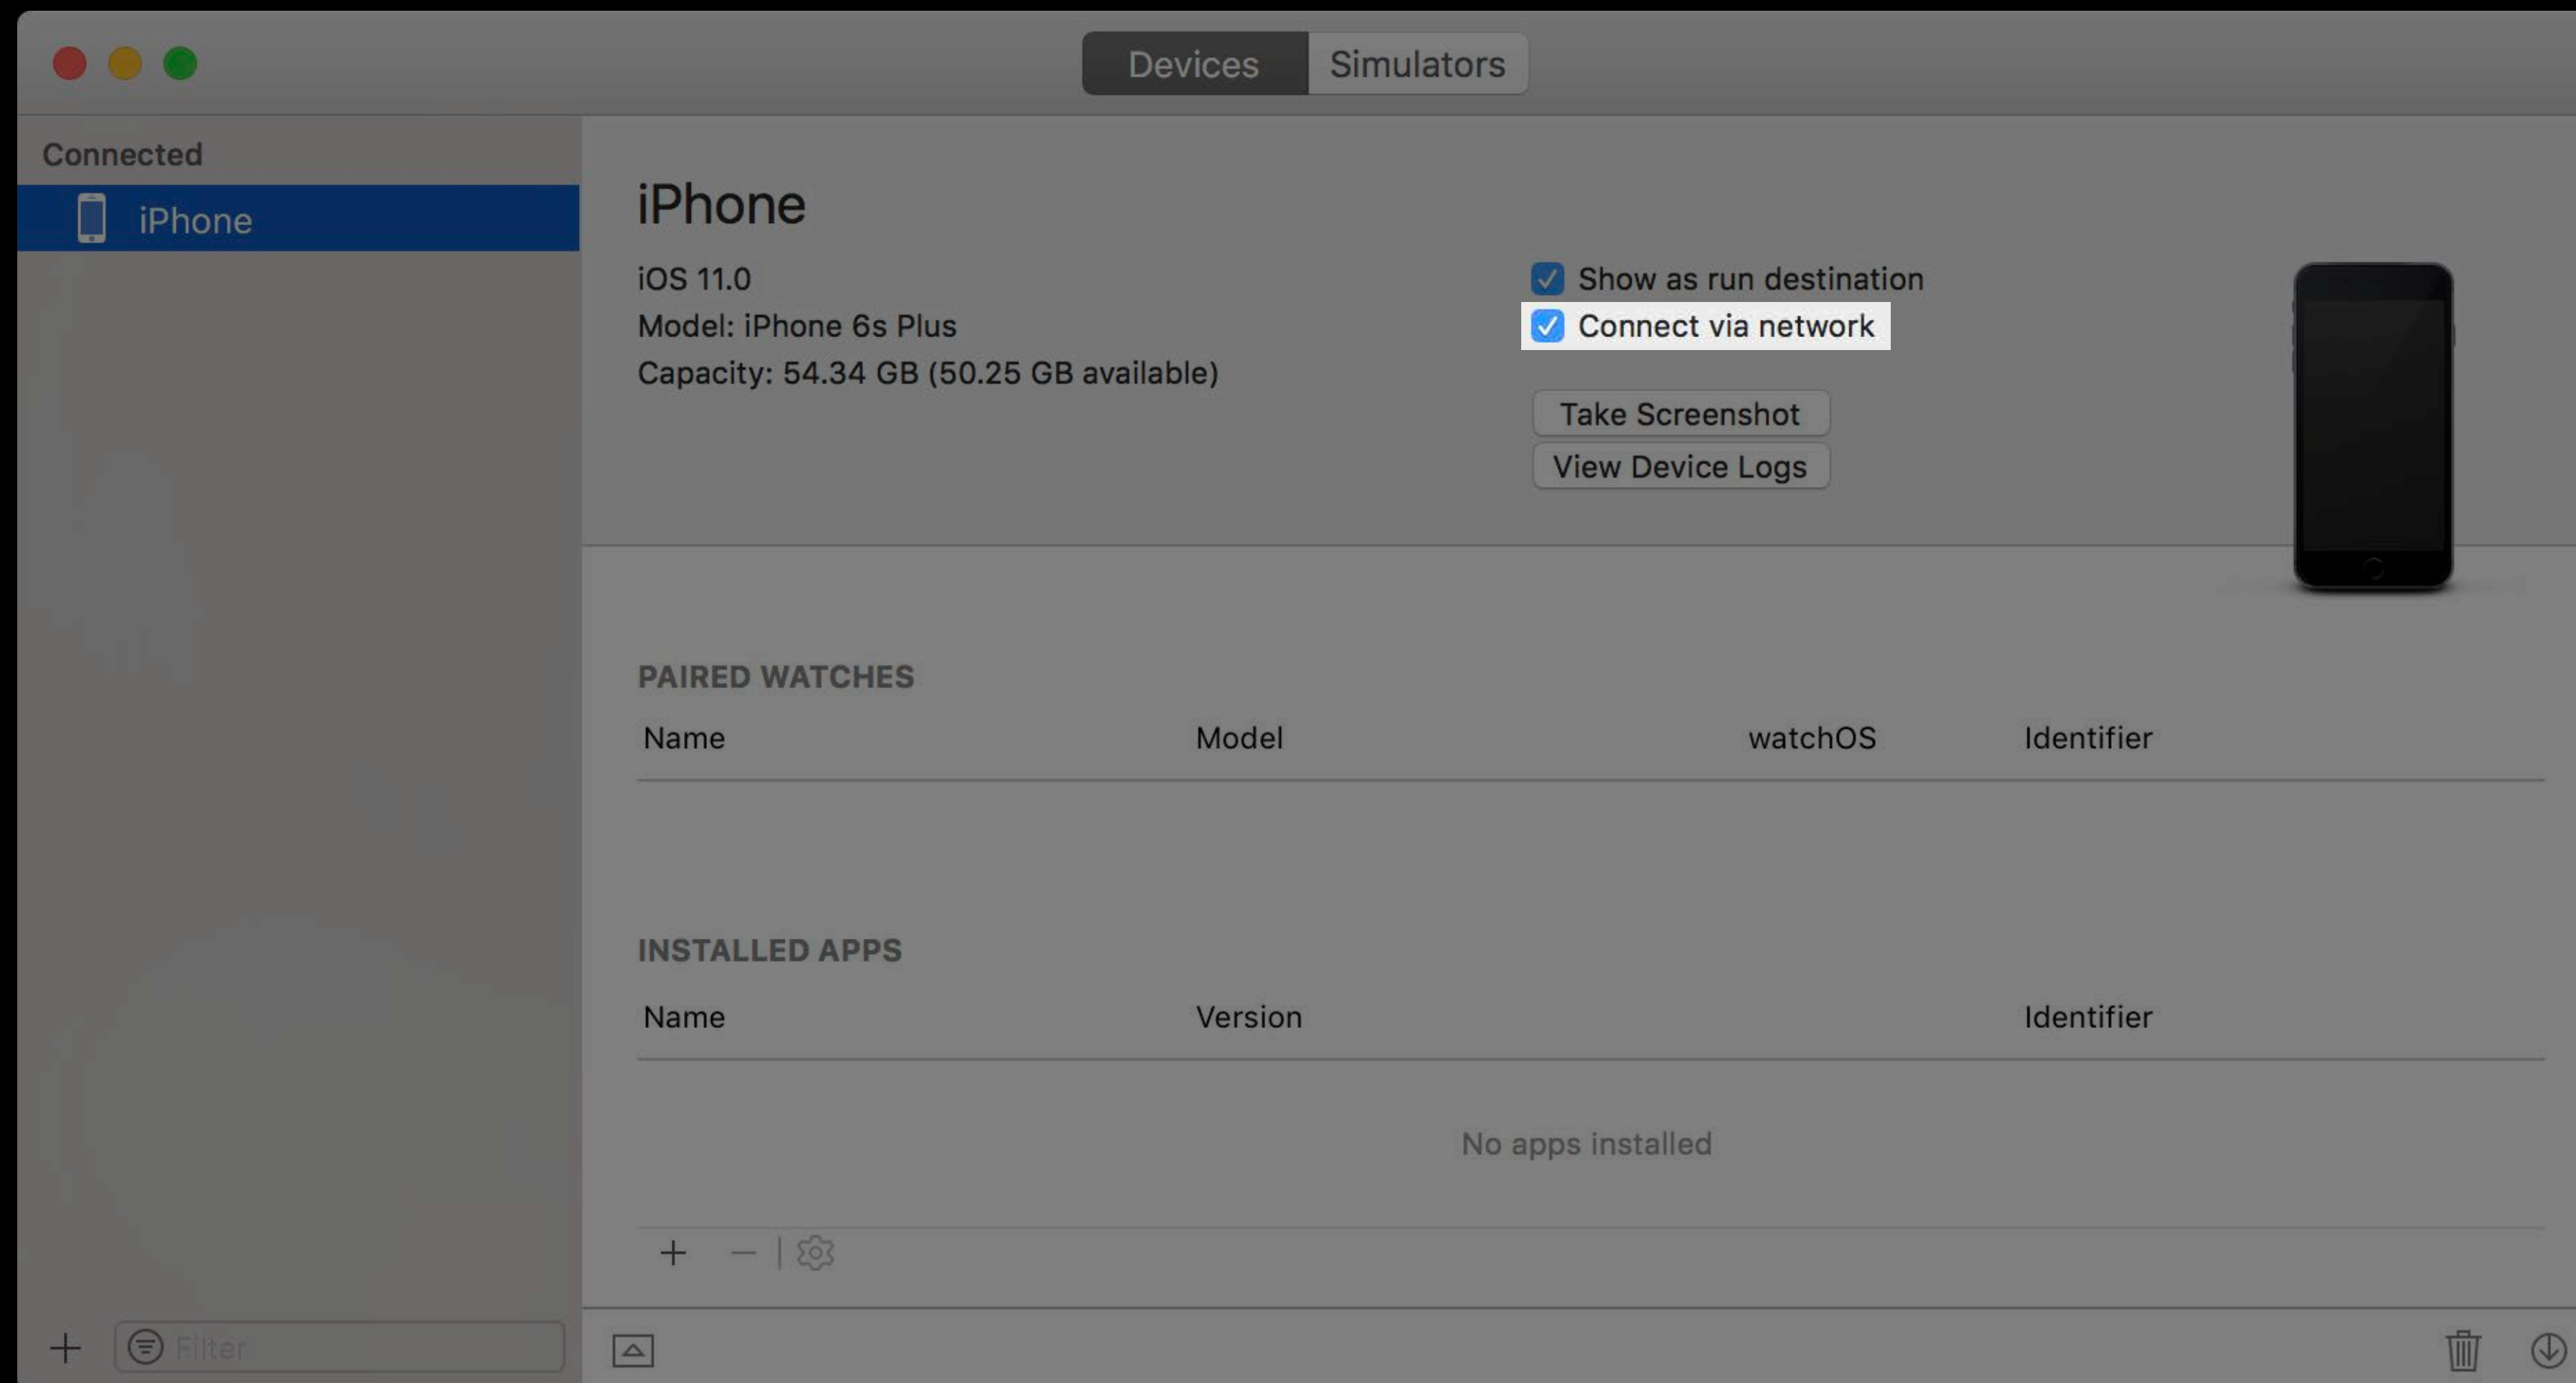 Devices Simulators
Connected
iPhone
iPhone
iOS 11.0
Model: iPhone 6s Plus
Capacity: 54.34 GB (50.25 GB available)
Show as run destination
Connect via network
Take Screenshot
View Device Logs
PAIRED WATCHES
Name Model watchOS Identifier
INSTALLED APPS
Name Version Identifier
No apps installed
Filter